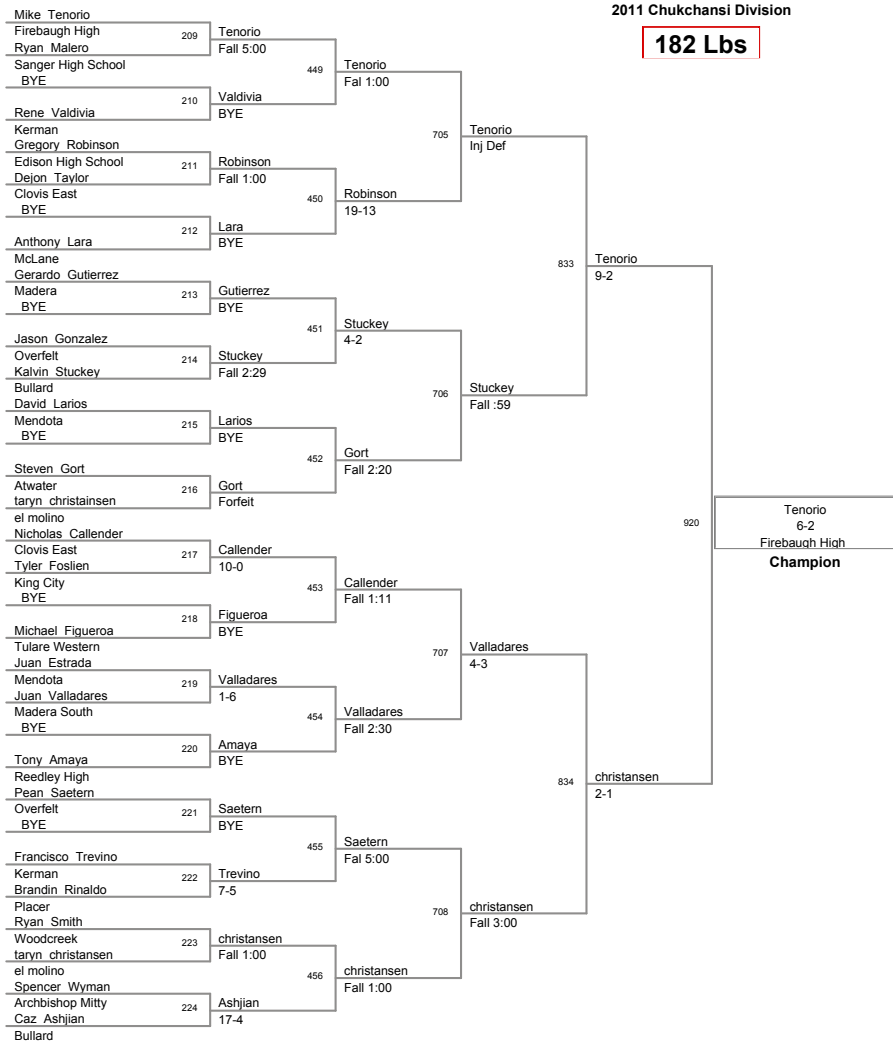 2011 Chukchansi Division
182 Lbs
Mike Tenorio
Firebaugh High
Ryan Malero
Sanger High School
BYE
Rene Valdivia
Kerman
Gregory Robinson
Edison High School
Dejon Taylor
Clovis East
BYE
Anthony Lara
McLane
Gerardo Gutierrez
Madera
BYE
Jason Gonzalez
Overfelt
Kalvin Stuckey
Bullard
David Larios
Mendota
BYE
Steven Gort
Atwater
taryn christainsen
el molino
Nicholas Callender
Clovis East
Tyler Foslien
King City
BYE
Michael Figueroa
Tulare Western
Juan Estrada
Mendota
Juan Valladares
Madera South
BYE
Tony Amaya
Reedley High
Pean Saetern
Overfelt
BYE
Francisco Trevino
Kerman
Brandin Rinaldo
Placer
Ryan Smith
Woodcreek
taryn christansen
el molino
Spencer Wyman
Archbishop Mitty
Caz Ashjian
Bullard
209
Tenorio
Fall 5:00
210
Valdivia
BYE
211
Robinson
Fall 1:00
212
Lara
BYE
213
Gutierrez
BYE
214
Stuckey
Fall 2:29
215
Larios
BYE
216
Gort
Forfeit
217
Callender
10-0
218
Figueroa
BYE
219
Valladares
1-6
220
Amaya
BYE
221
Saetern
BYE
222
Trevino
7-5
223
christansen
Fall 1:00
224
Ashjian
17-4
449
Tenorio
Fal 1:00
450
Robinson
19-13
451
Stuckey
4-2
452
Gort
Fall 2:20
453
Callender
Fall 1:11
454
Valladares
Fall 2:30
455
Saetern
Fal 5:00
456
christansen
Fall 1:00
705
Tenorio
Inj Def
706
Stuckey
Fall :59
707
Valladares
4-3
708
christansen
Fall 3:00
833
Tenorio
9-2
834
christansen
2-1
920
Tenorio
6-2
Firebaugh High
Champion